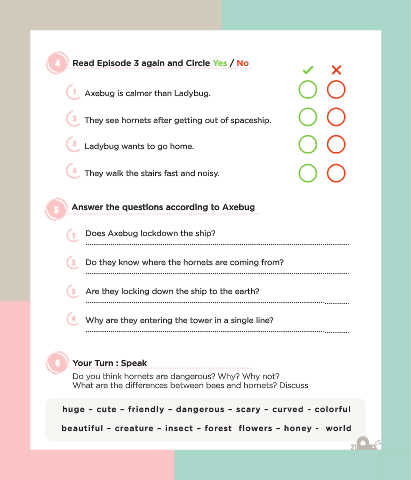 4 Read Episode 3 again and Circle Yes / No
1 Axebug is calmer than Ladybug.
2 They see hornets after getting out of spaceship.
3 Ladybug wants to go home.
4 They walk the stairs fast and noisy.
5 Answer the questions according to Axebug
1 Does Axebug lockdown the ship?
2 Do they know where the hornets are coming from?
3 Are they locking down the ship to the earth?
4 Why are they entering the tower in a single line?
6 Your Turn : Speak
Do you think hornets are dangerous? Why? Why not?
What are the differences between bees and hornets? Discuss
huge - cute - friendly - dangerous - scary - curved - colorful
beautiful - creature - insect - forest flowers - honey - world